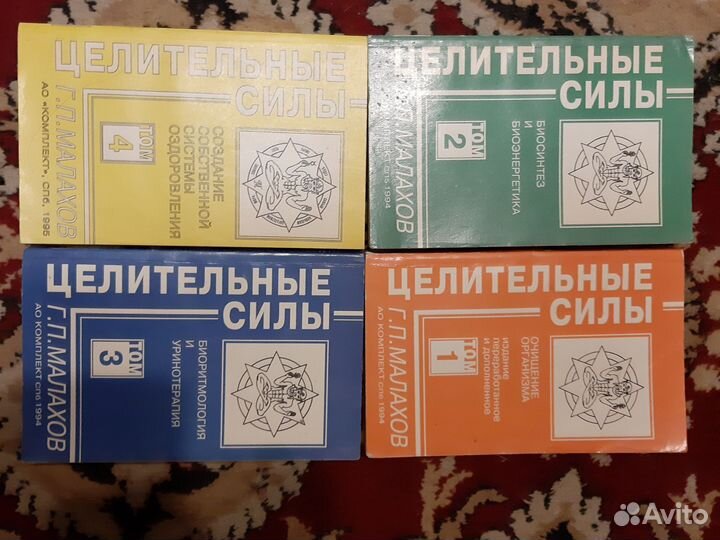 ЦЕЛИТЕЛЬНЫЕ
СИЛЫ
Г.П.МАЛАХОВ
АО «КОМПЛЕКТ», СПб, 1995
ТОМ
4
СОЗДАНИЕ
СОБСТВЕННОЙ
СИСТЕМЫ
ОЗДОРОВЛЕНИЯ
ЦЕЛИТЕЛЬНЫЕ
СИЛЫ
П.МАЛАХОВ
КОМПЛЕКТ спб 1994
ТОМ
2
БИОСИНТЕЗ
И
БИОЭНЕРГЕТИКА
ЦЕЛИТЕЛЬНЫЕ
СИЛЫ
Г.П.МАЛАХОВ
АО КОМПЛЕКТ спб 1994
ТОМ
3
БИОРИТМОЛОГИЯ
И
УРИНОТЕРАПИЯ
ЦЕЛИТЕЛЬНЫЕ
СИЛЫ
Г.П.МАЛАХОВ
АО КОМПЛЕКТ спб 1994
ТОМ
1
ОЧИЩЕНИЕ
ОРГАНИЗМА
издание
переработанное
и дополненное
Avito